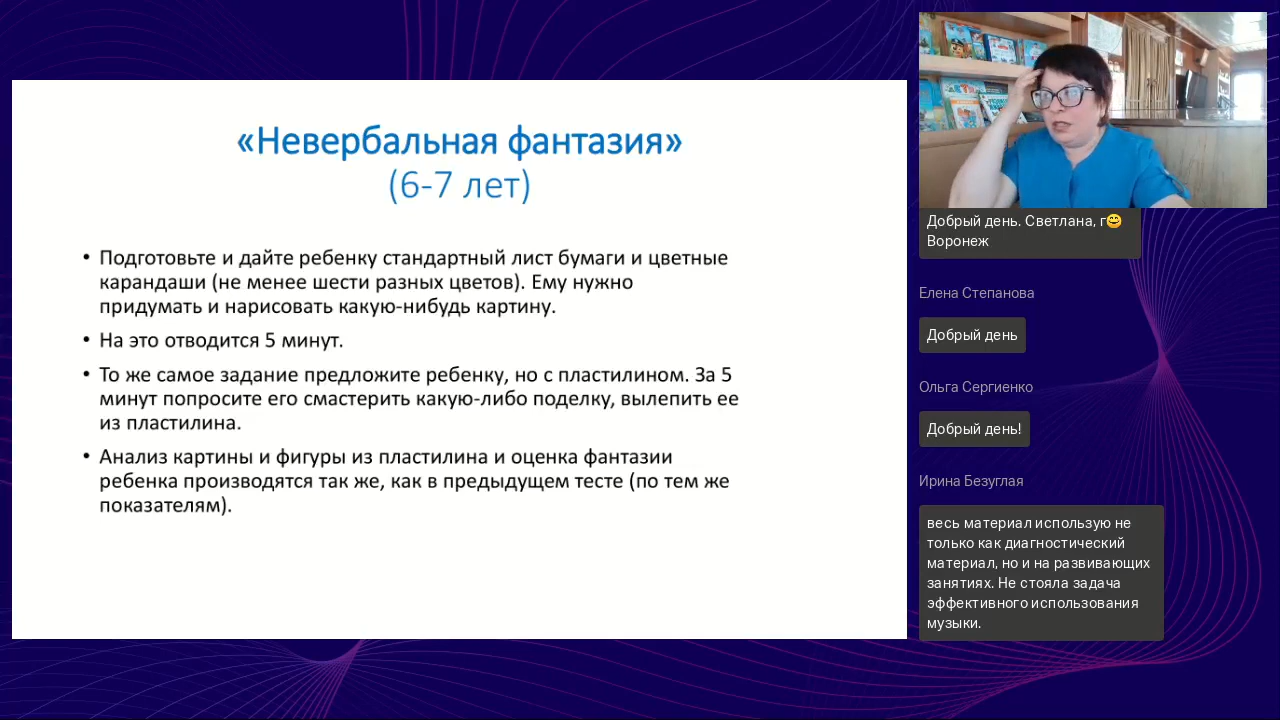 «Невербальная фантазия»
(6-7 лет)
• Подготовьте и дайте ребенку стандартный лист бумаги и цветные
карандаши (не менее шести разных цветов). Ему нужно
придумать и нарисовать какую-нибудь картину.
• На это отводится 5 минут.
• То же самое задание предложите ребенку, но с пластилином. За 5
минут попросите его смастерить какую-либо поделку, вылепить ее
из пластилина.
• Анализ картины и фигуры из пластилина и оценка фантазии
ребенка производятся так же, как в предыдущем тесте (по тем же
показателям).
Добрый день. Светлана, г😊
Воронеж
Елена Степанова
Добрый день
Ольга Сергиенко
Добрый день!
Ирина Безуглая
весь материал использую не
только как диагностический
материал, но и на развивающих
занятиях. Не стояла задача
эффективного использования
музыки.